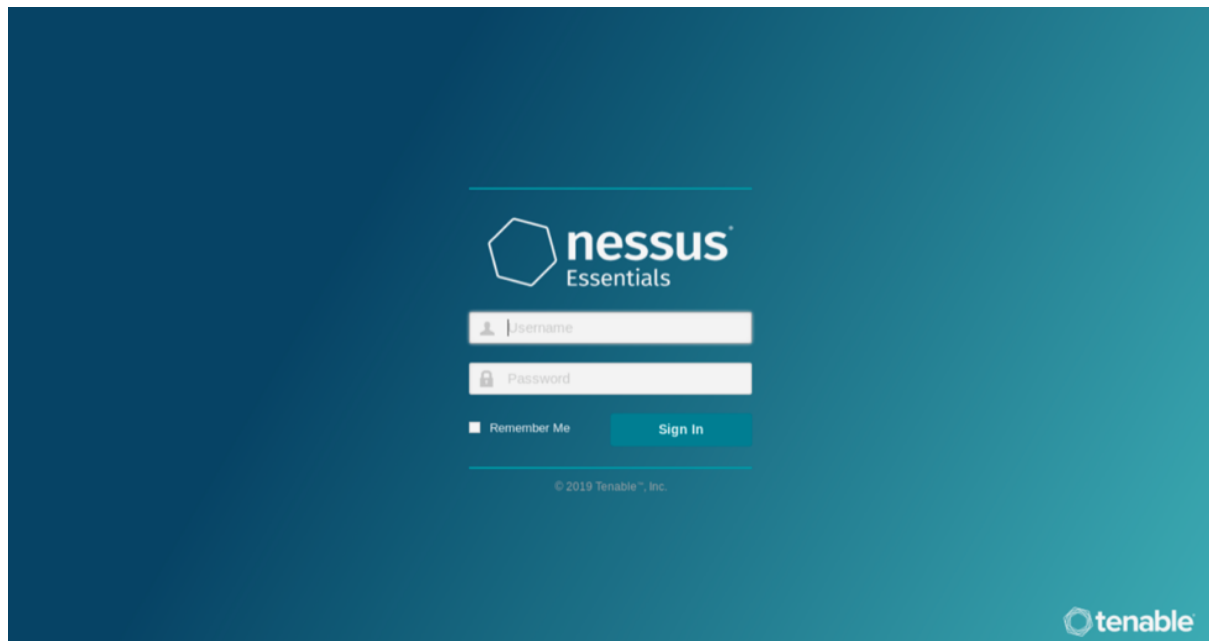 nessus®
Essentials
Username
Password
Remember Me
Sign In
© 2019 Tenable™, Inc.
tenable